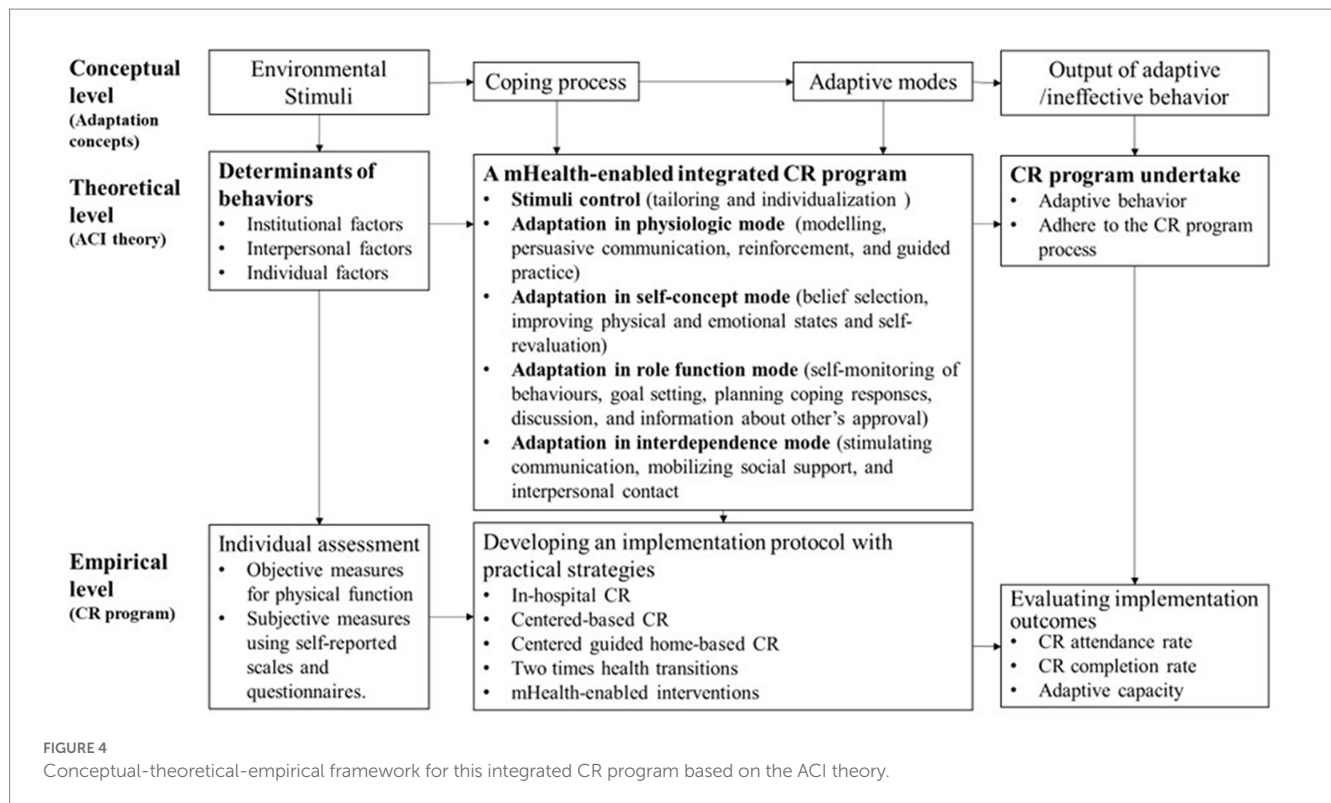 Conceptual
level
(Adaptation
concepts)
Environmental
Stimuli
Coping process
Adaptive modes
Output of adaptive
/ineffective behavior
Theoretical
level
(ACI theory)
Determinants of
behaviors
• Institutional factors
• Interpersonal factors
• Individual factors
A mHealth-enabled integrated CR program
• Stimuli control (tailoring and individualization )
• Adaptation in physiologic mode (modelling,
persuasive communication, reinforcement, and guided
practice)
• Adaptation in self-concept mode (belief selection,
improving physical and emotional states and self-
revaluation)
• Adaptation in role function mode (self-monitoring of
behaviours, goal setting, planning coping responses,
discussion, and information about other's approval)
• Adaptation in interdependence mode (stimulating
communication, mobilizing social support, and
interpersonal contact
CR program undertake
• Adaptive behavior
• Adhere to the CR program
process
Empirical
level
(CR program)
Individual assessment
• Objective measures
for physical function
• Subjective measures
using self-reported
scales and
questionnaires.
Developing an implementation protocol with
practical strategies
• In-hospital CR
• Centered-based CR
• Centered guided home-based CR
• Two times health transitions
• mHealth-enabled interventions
Evaluating implementation
outcomes
• CR attendance rate
• CR completion rate
• Adaptive capacity
FIGURE 4
Conceptual-theoretical-empirical framework for this integrated CR program based on the ACI theory.